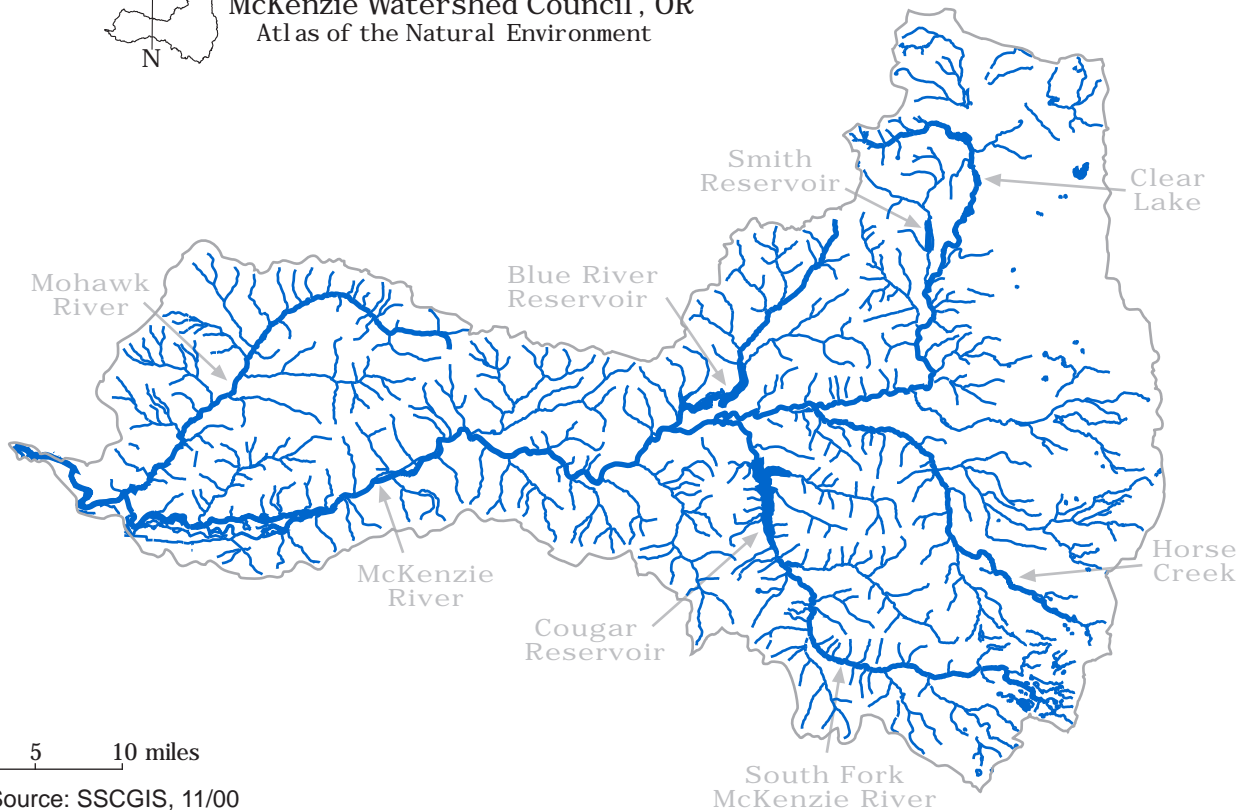 McKenzie Watershed Council, OR
Atlas of the Natural Environment
N
Smith
Reservoir
Clear
Lake
Mohawk
River
Blue River
Reservoir
McKenzie
River
Horse
Creek
Cougar
Reservoir
South Fork
McKenzie River
5 10 miles
Source: SSCGIS, 11/00